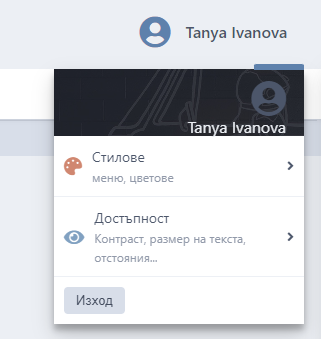 Tanya Ivanova
Tanya Ivanova
Стилове
меню, цветове
Достъпност
Контраст, размер на текста,
отстояния...
Изход